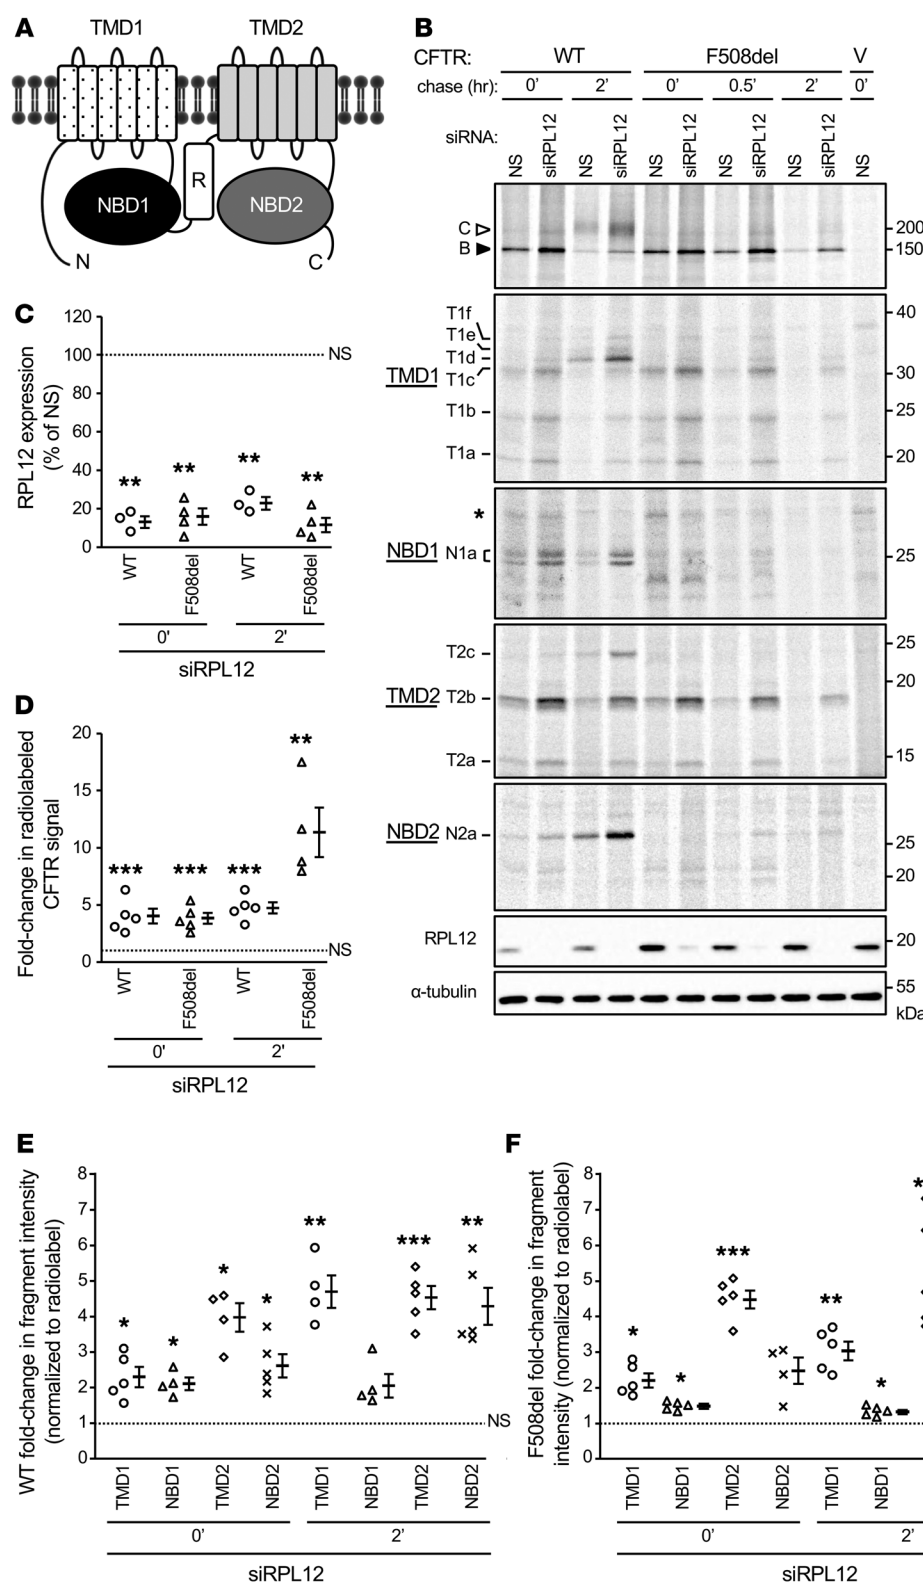 A
TMD1
TMD2
NBD1
R
NBD2
N
C
B
CFTR:
WT
F508del
V
chase (hr):
0'
2'
0'
0.5'
2'
0'
siRNA:
NS
siRPL12
NS
siRPL12
NS
siRPL12
NS
siRPL12
NS
siRPL12
NS
C
B
200
150
TMD1
T1f
T1e
T1d
T1c
T1b
T1a
40
30
25
20
*
NBD1
N1a
25
TMD2
T2c
T2b
T2a
25
20
15
NBD2
N2a
25
20
RPL12
20
α-tubulin
55
kDa
C
RPL12 expression
(% of NS)
120
100
80
60
40
20
0
NS
**
**
**
**
WT
F508del
WT
F508del
0'
2'
siRPL12
D
Fold-change in radiolabeled
CFTR signal
20
15
10
5
0
NS
***
***
***
**
WT
F508del
WT
F508del
0'
2'
siRPL12
E
WT fold-change in fragment intensity
(normalized to radiolabel)
8
7
6
5
4
3
2
1
0
NS
*
*
*
*
**
***
**
TMD1
NBD1
TMD2
NBD2
TMD1
NBD1
TMD2
NBD2
0'
2'
siRPL12
F
F508del fold-change in fragment
intensity (normalized to radiolabel)
8
7
6
5
4
3
2
1
0
*
*
***
**
*
*
TMD1
NBD1
TMD2
NBD2
TMD1
NBD1
0'
2'
siRPL12